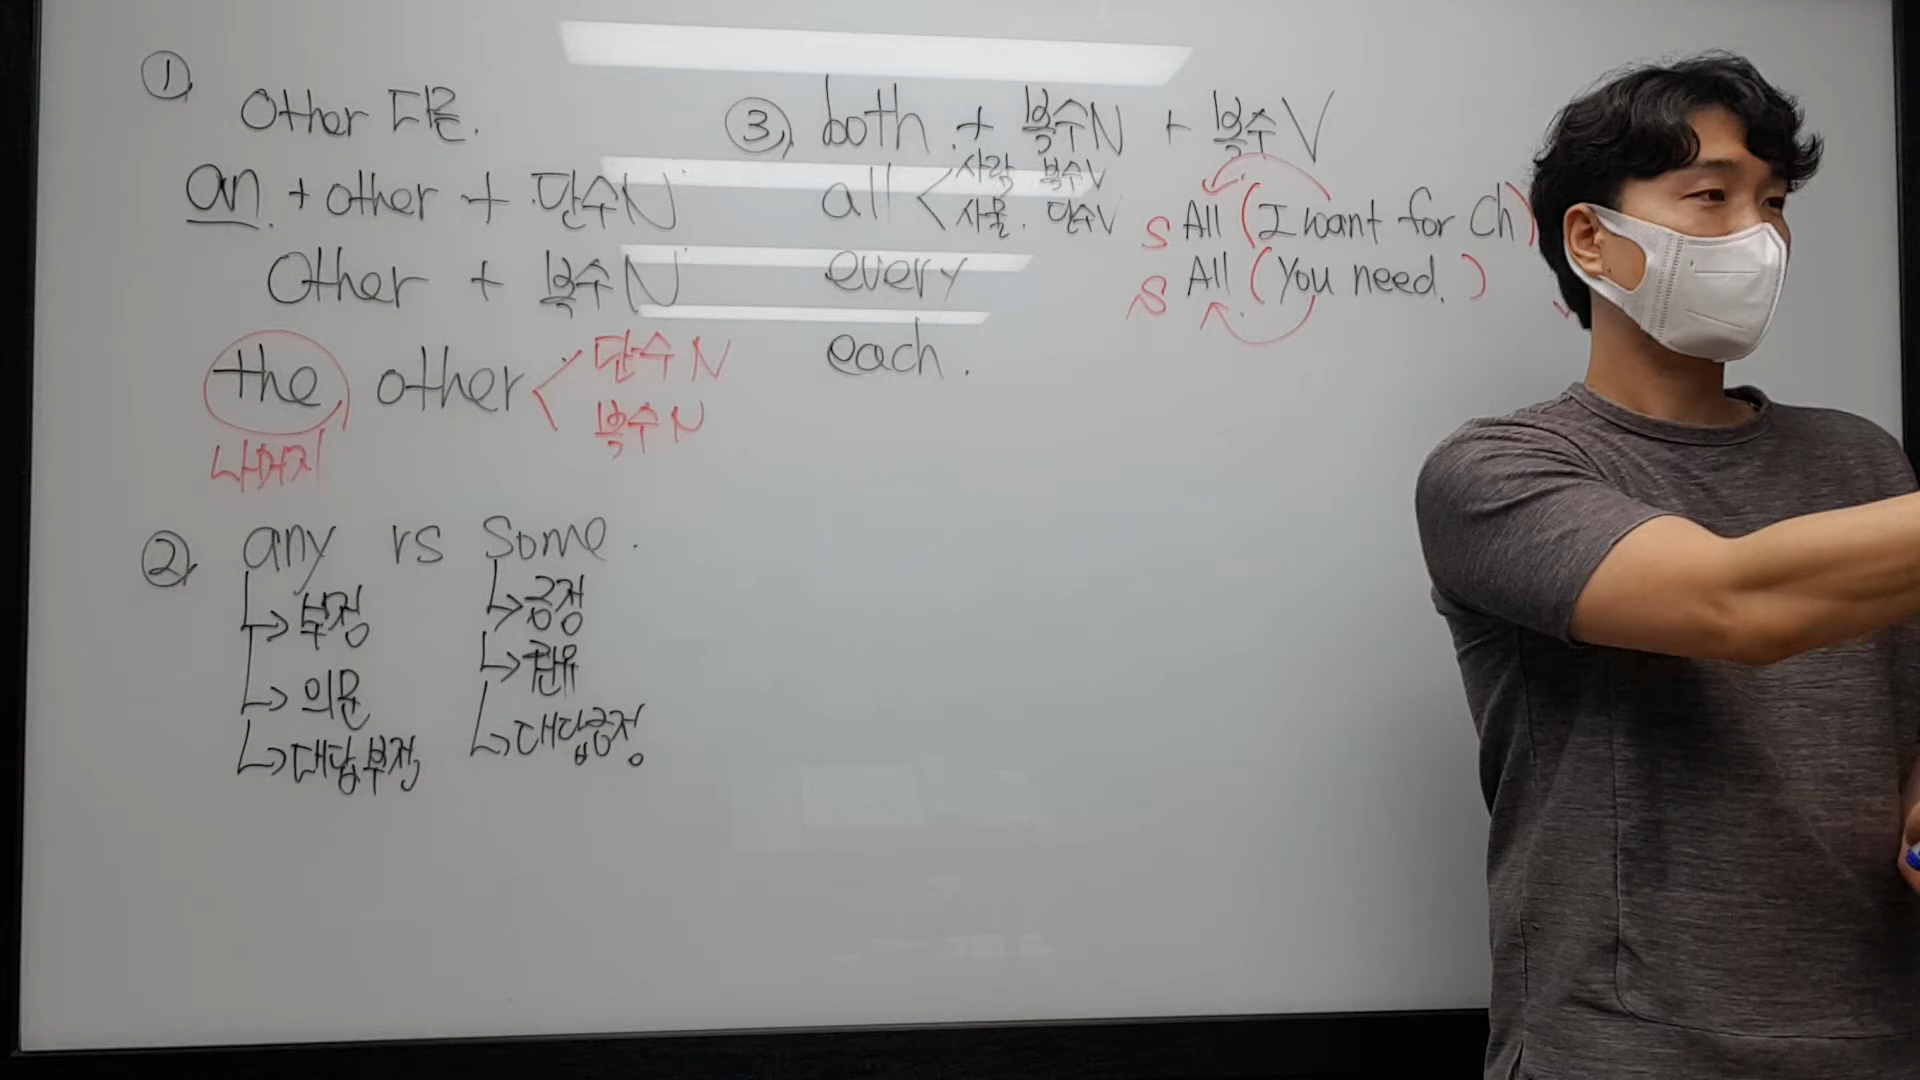 ①
Other 다른.
an + other + 단수N
Other + 복수N
the other < 단수 N
복수 N
나머지
② any vs some.
↳ 부정
↳ 의문
↳ 대답부정
↳ 긍정
↳ 권유
↳ 대답긍정
③ both + 복수N + 복수V
all < 사람 복수V
사물. 단수V
every
each.
S All (I want for Ch)
S All (You need.)